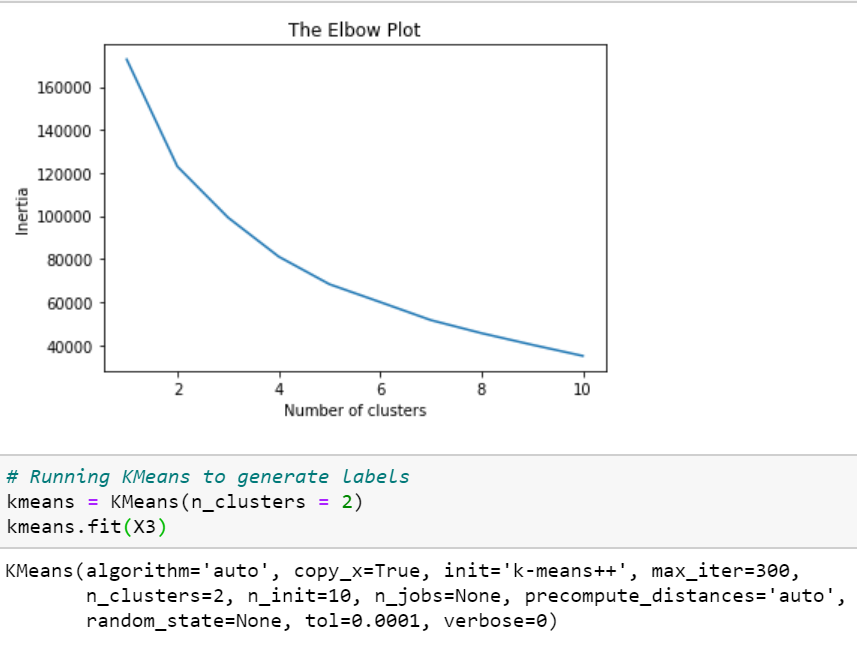 The Elbow Plot
160000
140000
120000
100000
80000
60000
40000
Inertia
2 4 6 8 10
Number of clusters
# Running KMeans to generate labels
kmeans = KMeans(n_clusters = 2)
kmeans.fit(X3)
KMeans(algorithm='auto', copy_x=True, init='k-means++', max_iter=300,
n_clusters=2, n_init=10, n_jobs=None, precompute_distances='auto',
random_state=None, tol=0.0001, verbose=0)